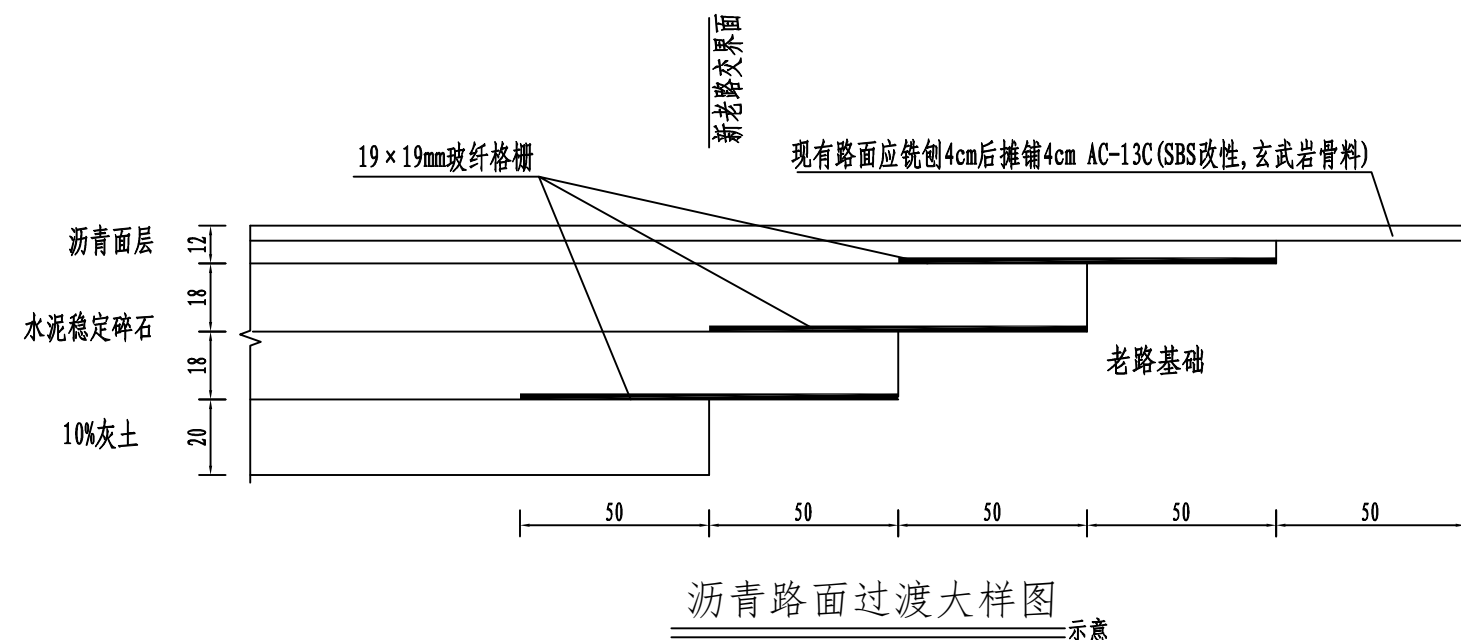 新老路交界面
19×19mm玻纤格栅
现有路面应铣刨4cm后摊铺4cm AC-13C(SBS改性,玄武岩骨料)
沥青面层
12
18
水泥稳定碎石
18
老路基础
10%灰土
20
50
50
50
50
50
沥青路面过渡大样图
示意